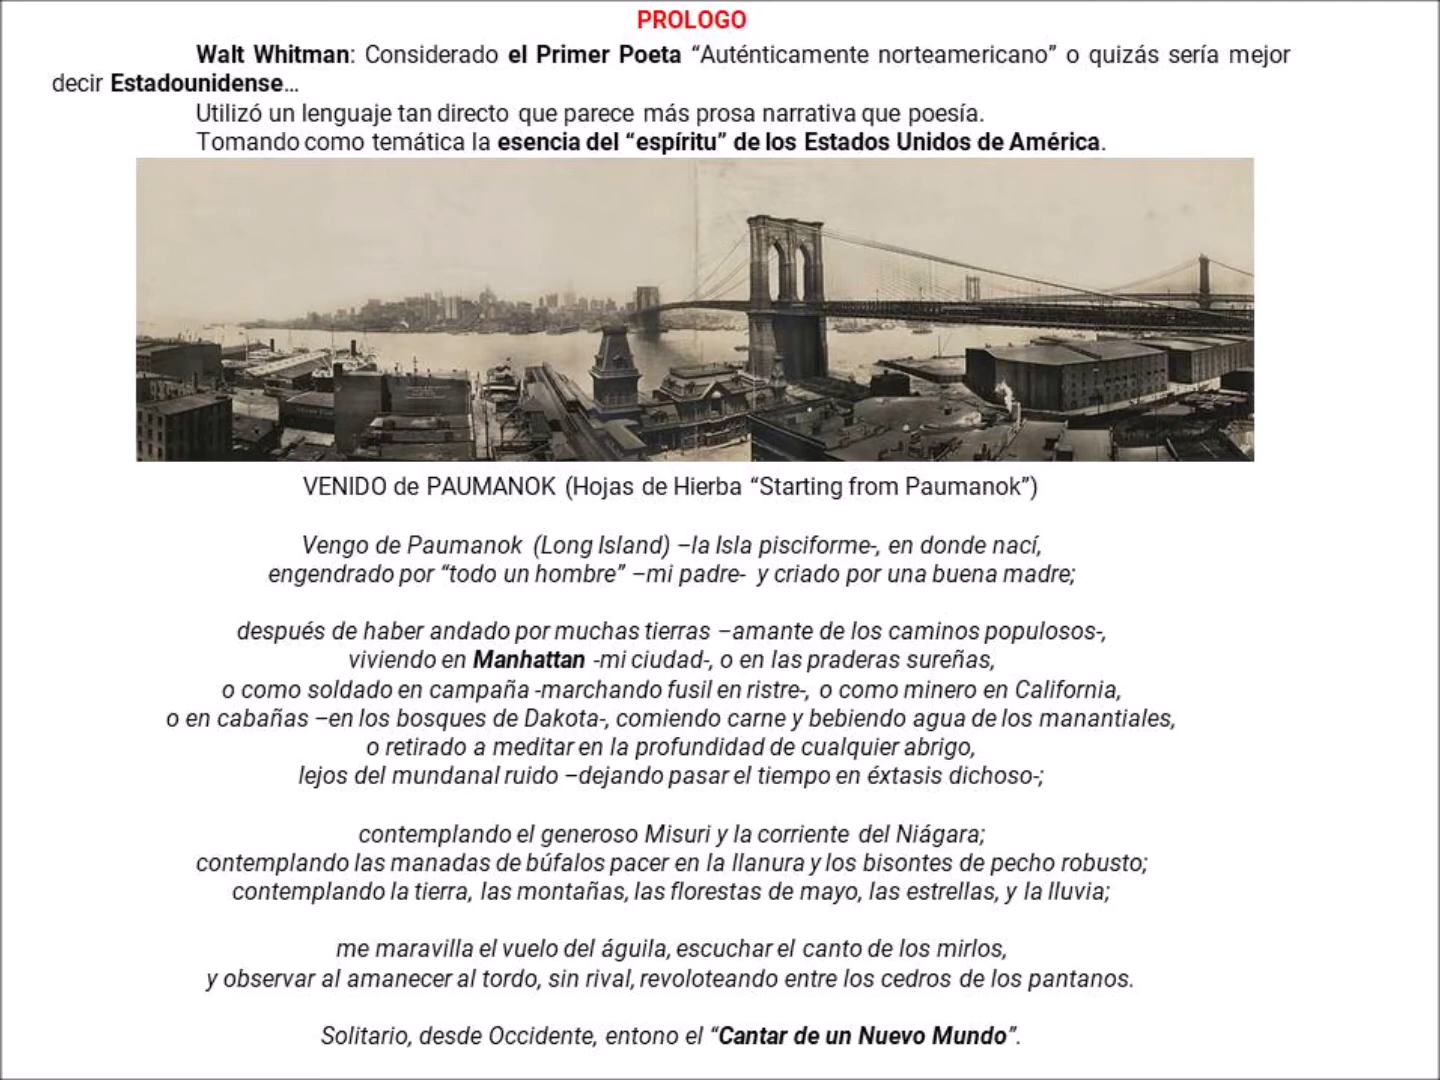 PROLOGO
Walt Whitman: Considerado el Primer Poeta “Auténticamente norteamericano” o quizás sería mejor
decir Estadounidense…
Utilizó un lenguaje tan directo que parece más prosa narrativa que poesía.
Tomando como temática la esencia del “espíritu” de los Estados Unidos de América.
VENIDO de PAUMANOK (Hojas de Hierba “Starting from Paumanok”)
Vengo de Paumanok (Long Island) –la Isla pisciforme-, en donde nací,
engendrado por “todo un hombre” –mi padre- y criado por una buena madre;
después de haber andado por muchas tierras –amante de los caminos populosos-,
viviendo en Manhattan -mi ciudad-, o en las praderas sureñas,
o como soldado en campaña -marchando fusil en ristre-, o como minero en California,
o en cabañas –en los bosques de Dakota-, comiendo carne y bebiendo agua de los manantiales,
o retirado a meditar en la profundidad de cualquier abrigo,
lejos del mundanal ruido –dejando pasar el tiempo en éxtasis dichoso-;
contemplando el generoso Misuri y la corriente del Niágara;
contemplando las manadas de búfalos pacer en la llanura y los bisontes de pecho robusto;
contemplando la tierra, las montañas, las florestas de mayo, las estrellas, y la lluvia;
me maravilla el vuelo del águila, escuchar el canto de los mirlos,
y observar al amanecer al tordo, sin rival, revoloteando entre los cedros de los pantanos.
Solitario, desde Occidente, entono el “Cantar de un Nuevo Mundo”.